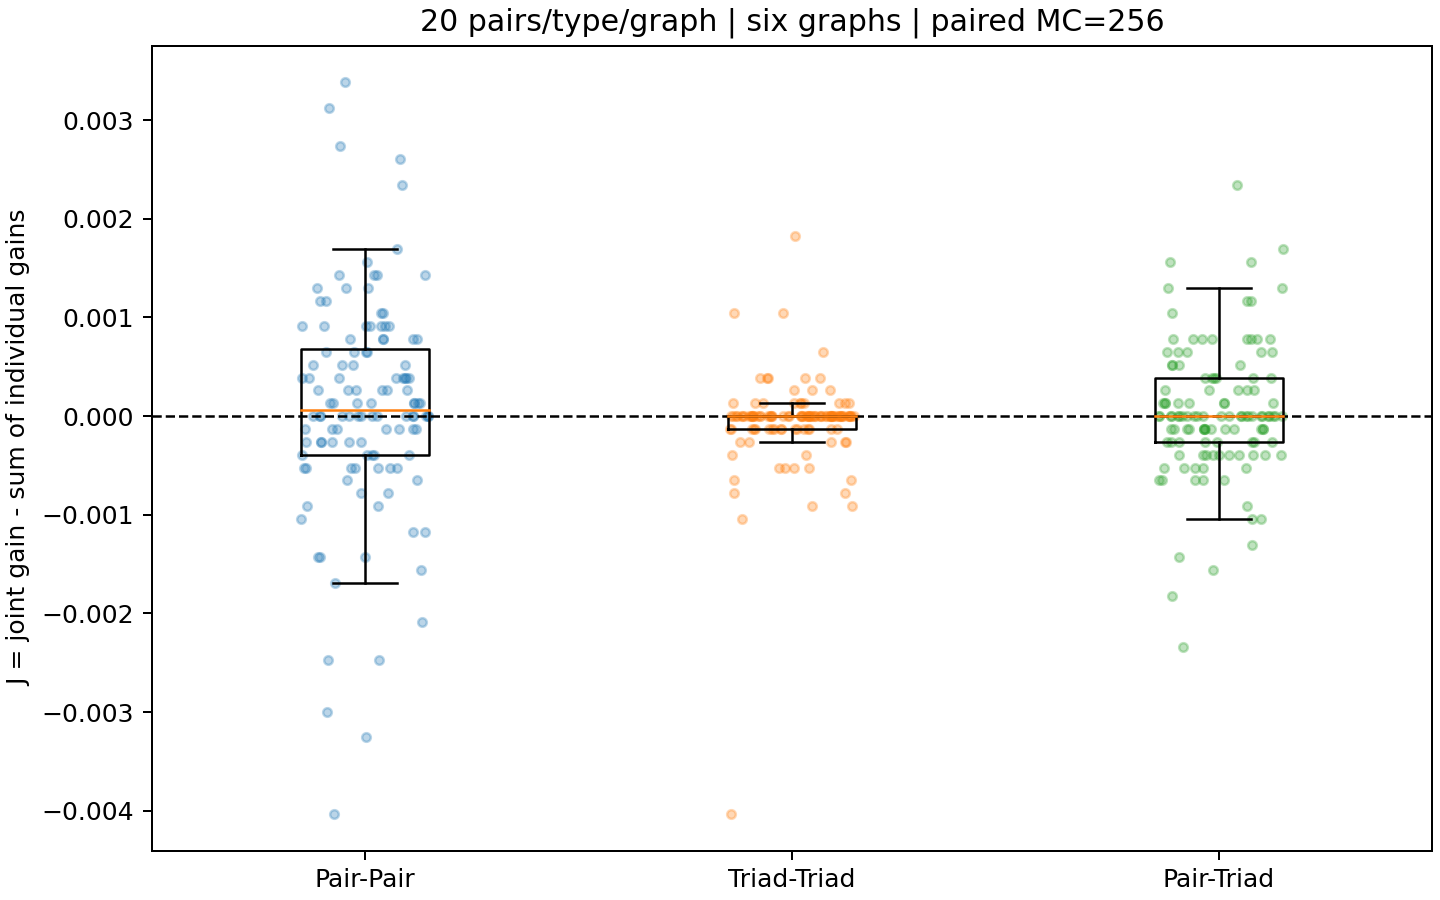 20 pairs/type/graph | six graphs | paired MC=256
J = joint gain - sum of individual gains
0.003
0.002
0.001
0.000
−0.001
−0.002
−0.003
−0.004
Pair-Pair
Triad-Triad
Pair-Triad